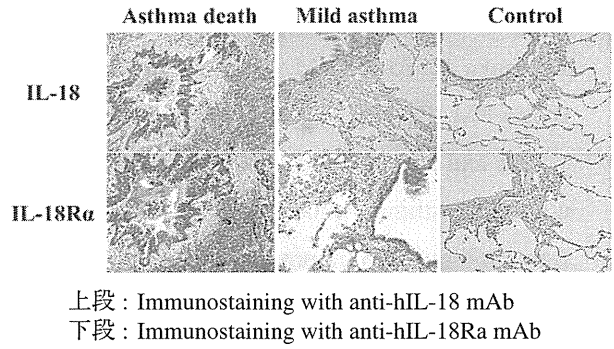 Asthma death Mild asthma Control
IL-18
IL-18Rα
上段 : Immunostaining with anti-hIL-18 mAb
下段 : Immunostaining with anti-hIL-18Ra mAb